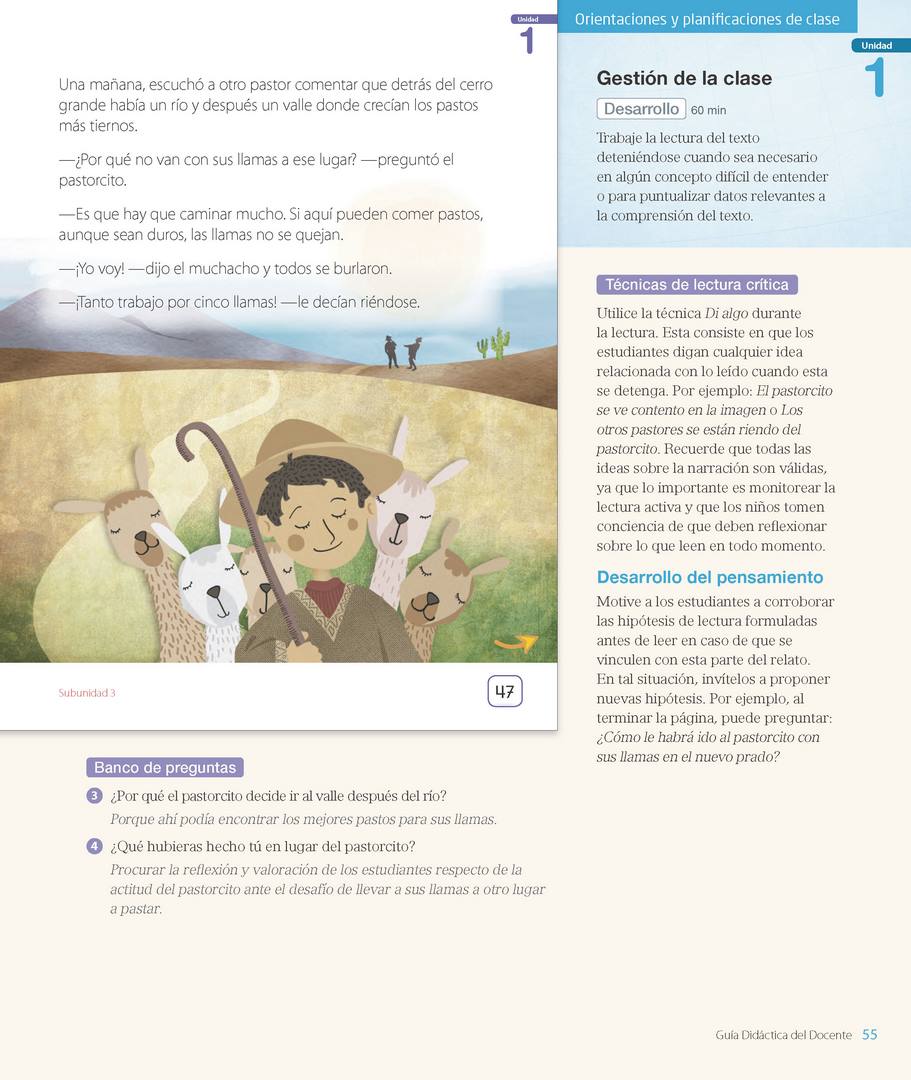 Unidad
1
Una mañana, escuchó a otro pastor comentar que detrás del cerro
grande había un río y después un valle donde crecían los pastos
más tiernos.
—¿Por qué no van con sus llamas a ese lugar? —preguntó el
pastorcito.
—Es que hay que caminar mucho. Si aquí pueden comer pastos,
aunque sean duros, las llamas no se quejan.
—¡Yo voy! —dijo el muchacho y todos se burlaron.
—¡Tanto trabajo por cinco llamas! —le decían riéndose.
Subunidad 3
47
Banco de preguntas
3 ¿Por qué el pastorcito decide ir al valle después del río?
Porque ahí podía encontrar los mejores pastos para sus llamas.
4 ¿Qué hubieras hecho tú en lugar del pastorcito?
Procurar la reflexión y valoración de los estudiantes respecto de la
actitud del pastorcito ante el desafío de llevar a sus llamas a otro lugar
a pastar.
Orientaciones y planificaciones de clase
Unidad
1
Gestión de la clase
Desarrollo 60 min
Trabaje la lectura del texto
deteniéndose cuando sea necesario
en algún concepto difícil de entender
o para puntualizar datos relevantes a
la comprensión del texto.
Técnicas de lectura crítica
Utilice la técnica Di algo durante
la lectura. Esta consiste en que los
estudiantes digan cualquier idea
relacionada con lo leído cuando esta
se detenga. Por ejemplo: El pastorcito
se ve contento en la imagen o Los
otros pastores se están riendo del
pastorcito. Recuerde que todas las
ideas sobre la narración son válidas,
ya que lo importante es monitorear la
lectura activa y que los niños tomen
conciencia de que deben reflexionar
sobre lo que leen en todo momento.
Desarrollo del pensamiento
Motive a los estudiantes a corroborar
las hipótesis de lectura formuladas
antes de leer en caso de que se
vinculen con esta parte del relato.
En tal situación, invítelos a proponer
nuevas hipótesis. Por ejemplo, al
terminar la página, puede preguntar:
¿Cómo le habrá ido al pastorcito con
sus llamas en el nuevo prado?
Guía Didáctica del Docente 55